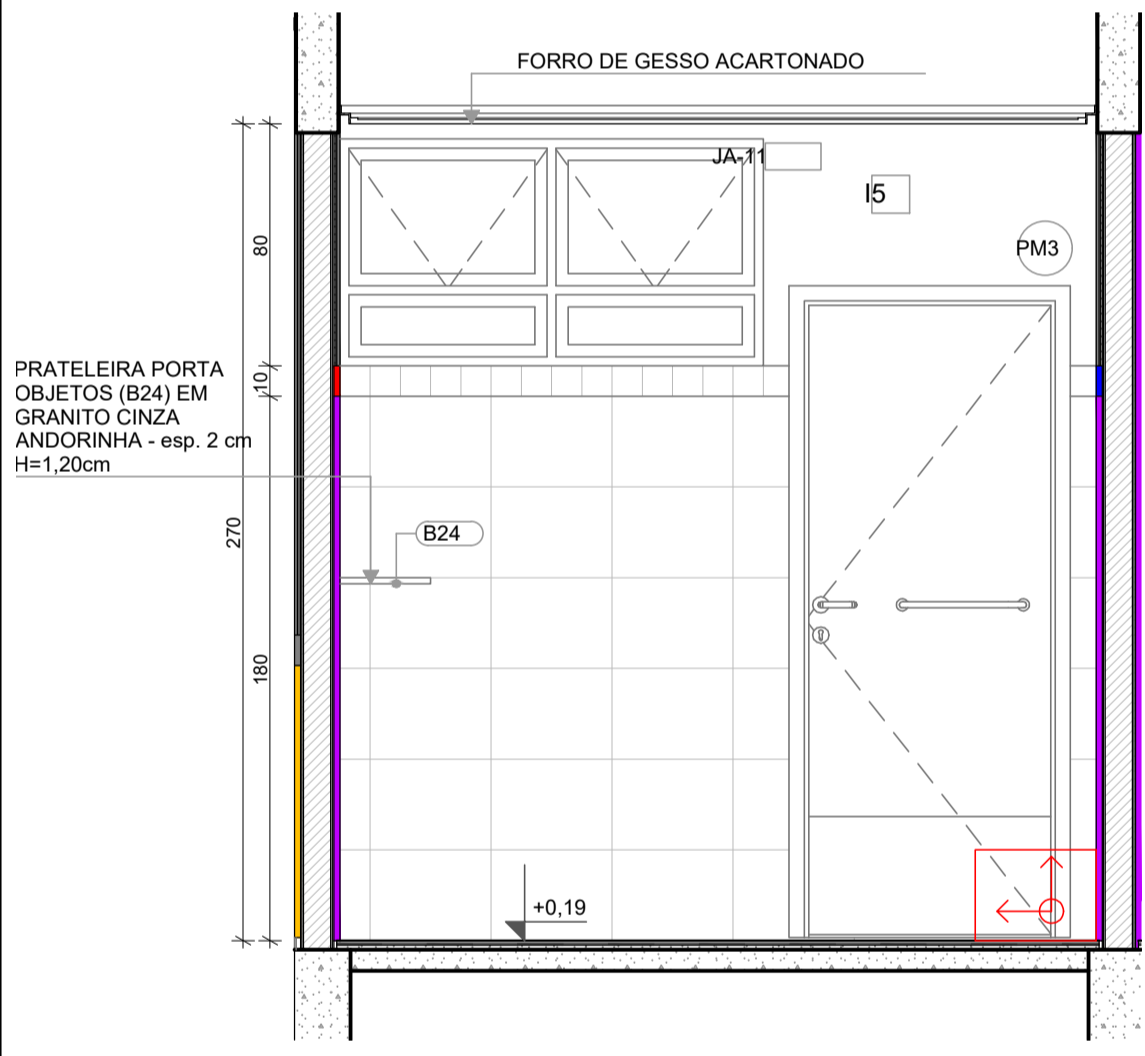 FORRO DE GESSO ACARTONADO
JA-11
I5
PM3
80
10
PRATELEIRA PORTA
OBJETOS (B24) EM
GRANITO CINZA
ANDORINHA - esp. 2 cm
H=1,20cm
B24
270
180
+0,19